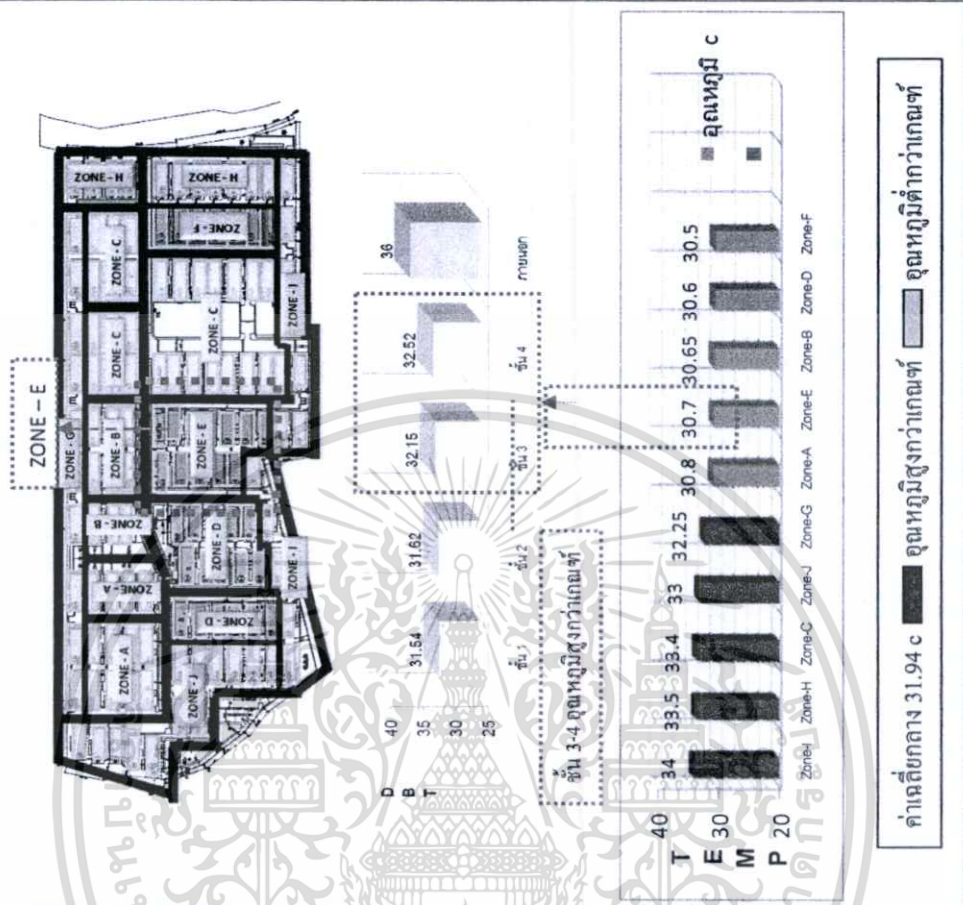 ZONE – E
ZONE - G
ZONE - H
ZONE - C
ZONE - C
ZONE - B
ZONE - B
ZONE - A
ZONE - A
ZONE - H
ZONE - F
ZONE - C
ZONE - E
ZONE - D
ZONE - D
ZONE - J
ZONE - I
ZONE - I
D
B
T
40
35
30
25
31.54
31.62
32.15
32.52
36
ชั้น 1
ชั้น 2
ชั้น 3
ชั้น 4
ภายนอก
ชั้น 3-4 อุณหภูมิสูงกว่าเกณฑ์
T
E
M
P
40
30
20
34
33.5
33.4
33
32.25
30.8
30.7
30.65
30.6
30.5
อุณหภูมิ c
Zone-I
Zone-H
Zone-C
Zone-J
Zone-G
Zone-A
Zone-E
Zone-B
Zone-D
Zone-F
ค่าเฉลี่ยกลาง 31.94 c
อุณหภูมิสูงกว่าเกณฑ์
อุณหภูมิต่ำกว่าเกณฑ์